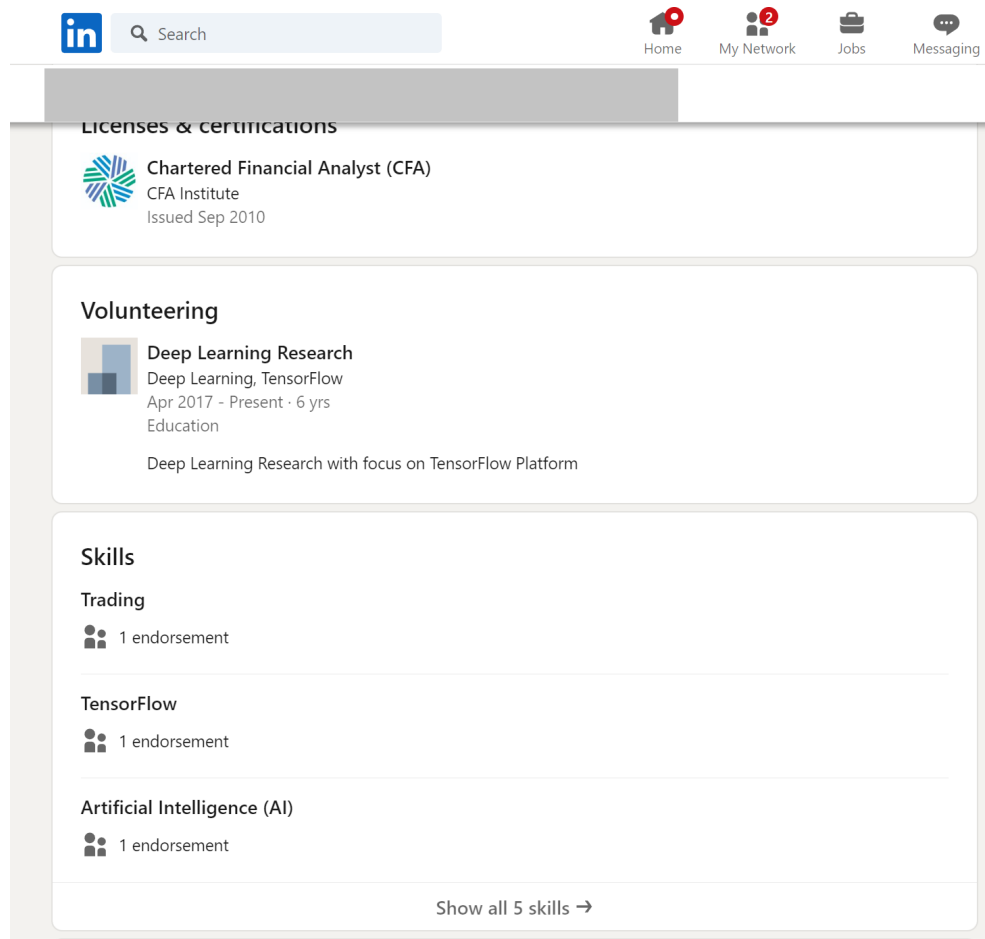 in
Search
Home
2
My Network
Jobs
Messaging
Licenses & certifications
Chartered Financial Analyst (CFA)
CFA Institute
Issued Sep 2010
Volunteering
Deep Learning Research
Deep Learning, TensorFlow
Apr 2017 - Present · 6 yrs
Education
Deep Learning Research with focus on TensorFlow Platform
Skills
Trading
1 endorsement
TensorFlow
1 endorsement
Artificial Intelligence (AI)
1 endorsement
Show all 5 skills →